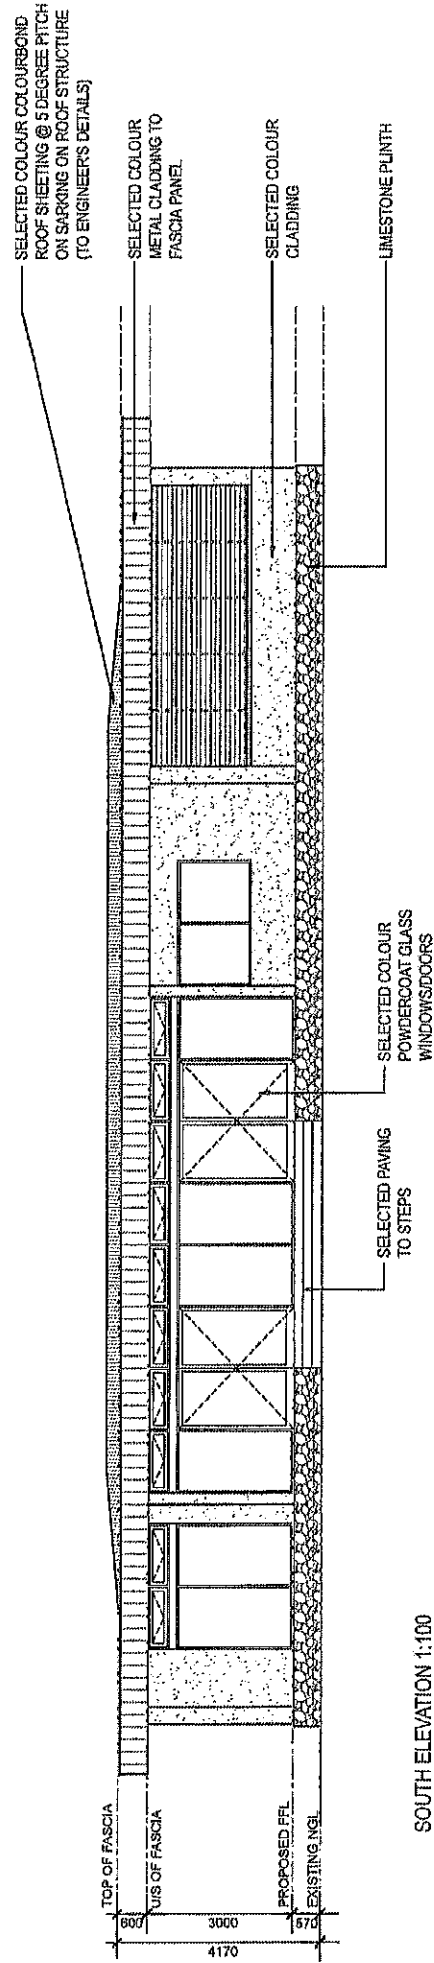 SELECTED COLOUR COLOURBOND
ROOF SHEETING @ 5 DEGREE PITCH
ON SARKING ON ROOF STRUCTURE
(TO ENGINEER'S DETAILS)
SELECTED COLOUR
METAL CLADDING TO
FASCIA PANEL
SELECTED COLOUR
CLADDING
LIMESTONE PLINTH
SELECTED COLOUR
POWDERCOAT GLASS
WINDOWS/DOORS
SELECTED PAVING
TO STEPS
TOP OF FASCIA
U/S OF FASCIA
PROPOSED FFL
EXISTING NGL
600
3000
570
4170
SOUTH ELEVATION 1:100